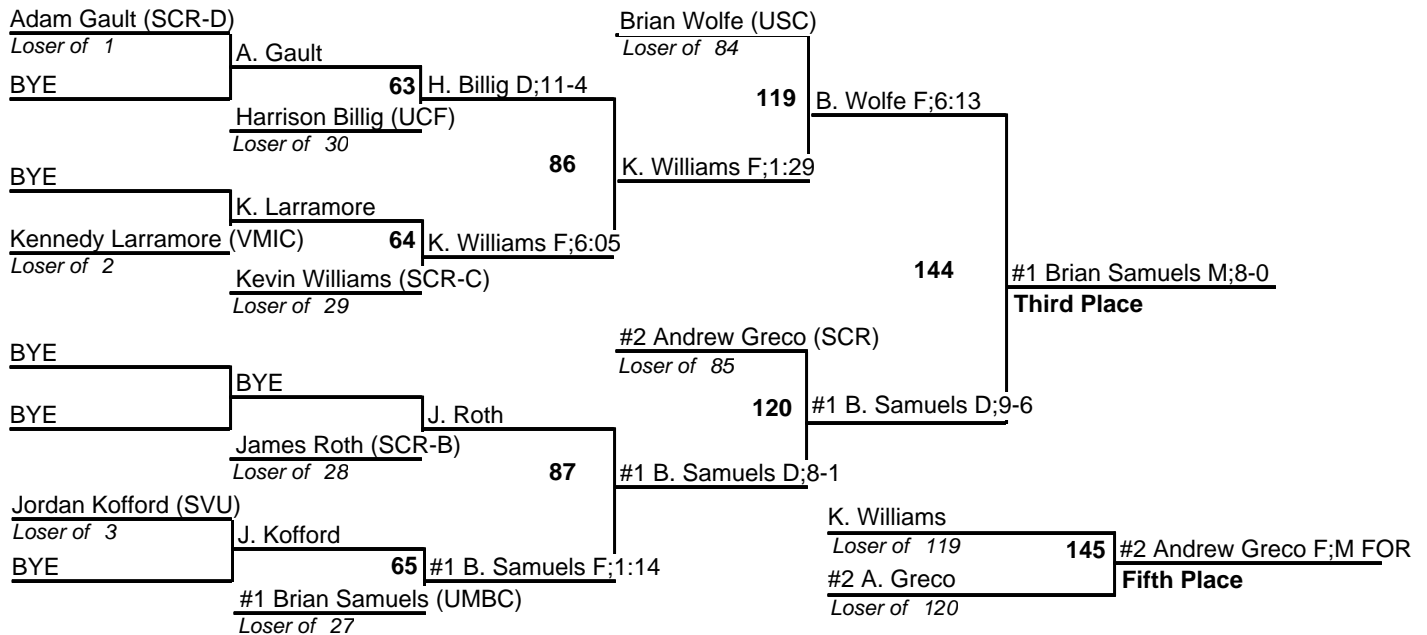 Adam Gault (SCR-D)
Loser of 1
A. Gault
BYE
63
H. Billig D;11-4
Harrison Billig (UCF)
Loser of 30
86
BYE
K. Larramore
Kennedy Larramore (VMIC)
Loser of 2
64
K. Williams F;6:05
Kevin Williams (SCR-C)
Loser of 29
Brian Wolfe (USC)
Loser of 84
119
B. Wolfe F;6:13
K. Williams F;1:29
144
#1 Brian Samuels M;8-0
Third Place
BYE
BYE
BYE
J. Roth
James Roth (SCR-B)
Loser of 28
87
Jordan Kofford (SVU)
Loser of 3
J. Kofford
BYE
65
#1 B. Samuels F;1:14
#1 Brian Samuels (UMBC)
Loser of 27
#2 Andrew Greco (SCR)
Loser of 85
120
#1 B. Samuels D;9-6
#1 B. Samuels D;8-1
K. Williams
Loser of 119
145
#2 Andrew Greco F;M FOR
#2 A. Greco
Fifth Place
Loser of 120